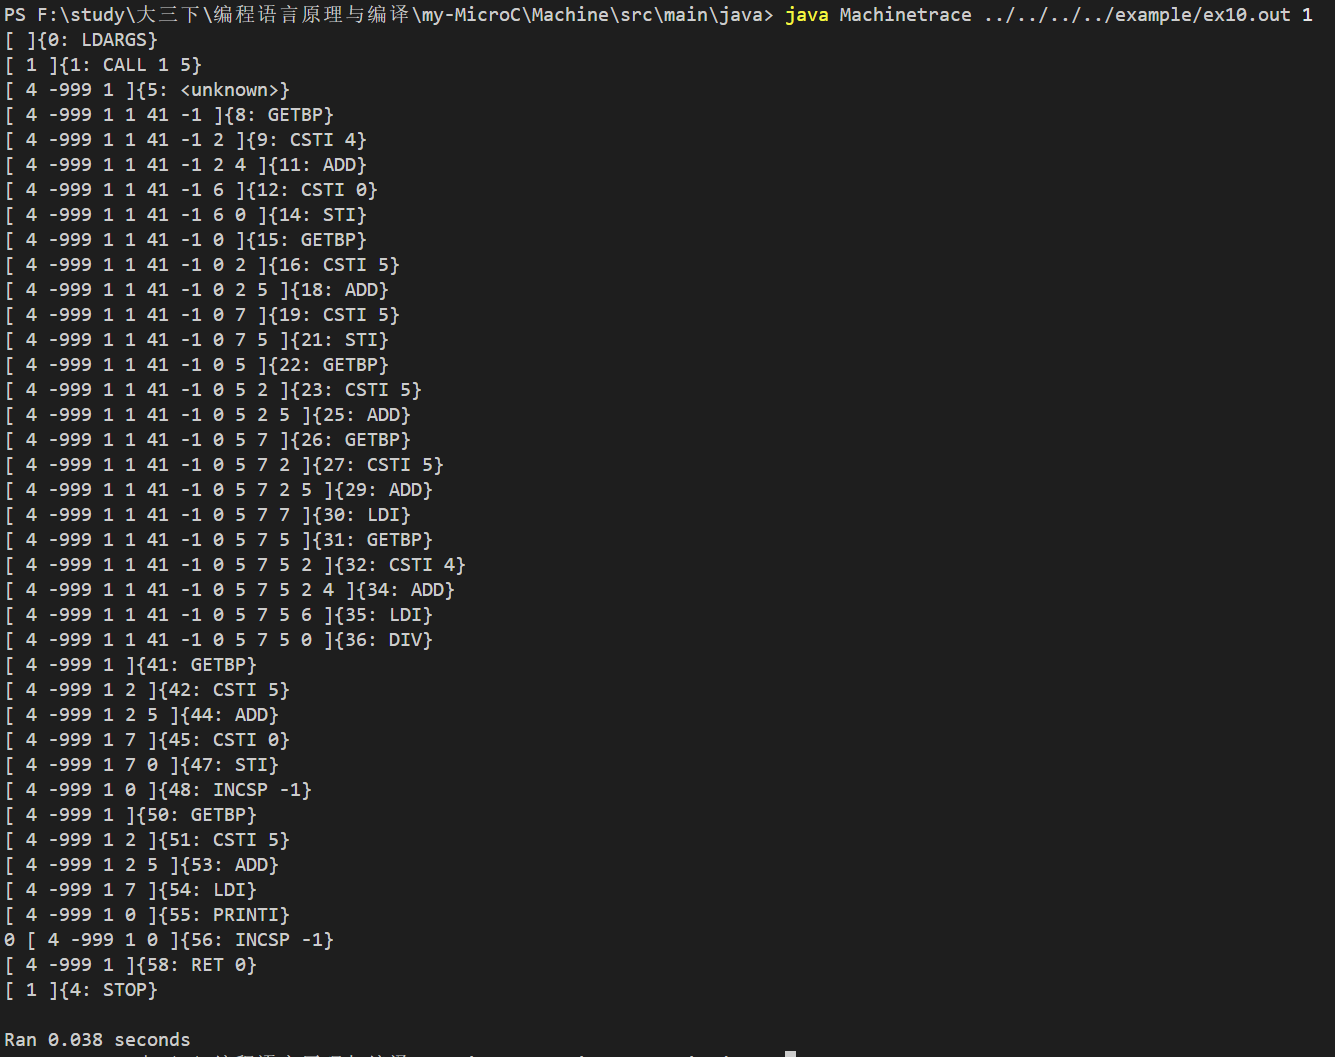 PS F:\study\大三下\编程语言原理与编译\my-MicroC\Machine\src\main\java> java Machinetrace ../../../../example/ex10.out 1
[ ]{0: LDARGS}
[ 1 ]{1: CALL 1 5}
[ 4 -999 1 ]{5: <unknown>}
[ 4 -999 1 1 41 -1 ]{8: GETBP}
[ 4 -999 1 1 41 -1 2 ]{9: CSTI 4}
[ 4 -999 1 1 41 -1 2 4 ]{11: ADD}
[ 4 -999 1 1 41 -1 6 ]{12: CSTI 0}
[ 4 -999 1 1 41 -1 6 0 ]{14: STI}
[ 4 -999 1 1 41 -1 0 ]{15: GETBP}
[ 4 -999 1 1 41 -1 0 2 ]{16: CSTI 5}
[ 4 -999 1 1 41 -1 0 2 5 ]{18: ADD}
[ 4 -999 1 1 41 -1 0 7 ]{19: CSTI 5}
[ 4 -999 1 1 41 -1 0 7 5 ]{21: STI}
[ 4 -999 1 1 41 -1 0 5 ]{22: GETBP}
[ 4 -999 1 1 41 -1 0 5 2 ]{23: CSTI 5}
[ 4 -999 1 1 41 -1 0 5 2 5 ]{25: ADD}
[ 4 -999 1 1 41 -1 0 5 7 ]{26: GETBP}
[ 4 -999 1 1 41 -1 0 5 7 2 ]{27: CSTI 5}
[ 4 -999 1 1 41 -1 0 5 7 2 5 ]{29: ADD}
[ 4 -999 1 1 41 -1 0 5 7 7 ]{30: LDI}
[ 4 -999 1 1 41 -1 0 5 7 5 ]{31: GETBP}
[ 4 -999 1 1 41 -1 0 5 7 5 2 ]{32: CSTI 4}
[ 4 -999 1 1 41 -1 0 5 7 5 2 4 ]{34: ADD}
[ 4 -999 1 1 41 -1 0 5 7 5 6 ]{35: LDI}
[ 4 -999 1 1 41 -1 0 5 7 5 0 ]{36: DIV}
[ 4 -999 1 ]{41: GETBP}
[ 4 -999 1 2 ]{42: CSTI 5}
[ 4 -999 1 2 5 ]{44: ADD}
[ 4 -999 1 7 ]{45: CSTI 0}
[ 4 -999 1 7 0 ]{47: STI}
[ 4 -999 1 0 ]{48: INCSP -1}
[ 4 -999 1 ]{50: GETBP}
[ 4 -999 1 2 ]{51: CSTI 5}
[ 4 -999 1 2 5 ]{53: ADD}
[ 4 -999 1 7 ]{54: LDI}
[ 4 -999 1 0 ]{55: PRINTI}
0 [ 4 -999 1 0 ]{56: INCSP -1}
[ 4 -999 1 ]{58: RET 0}
[ 1 ]{4: STOP}
Ran 0.038 seconds